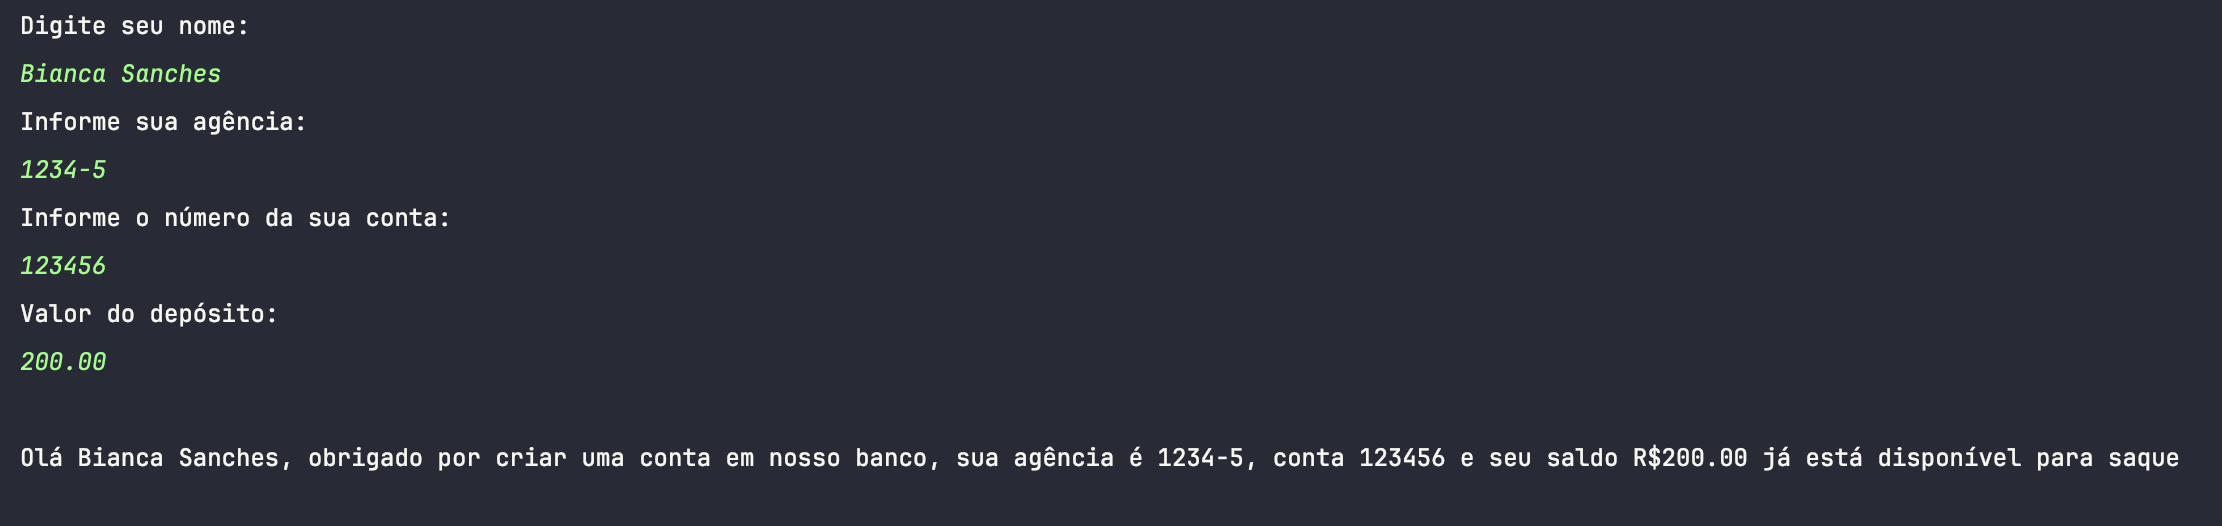 Digite seu nome:
Bianca Sanches
Informe sua agência:
1234-5
Informe o número da sua conta:
123456
Valor do depósito:
200.00
Olá Bianca Sanches, obrigado por criar uma conta em nosso banco, sua agência é 1234-5, conta 123456 e seu saldo R$200.00 já está disponível para saque